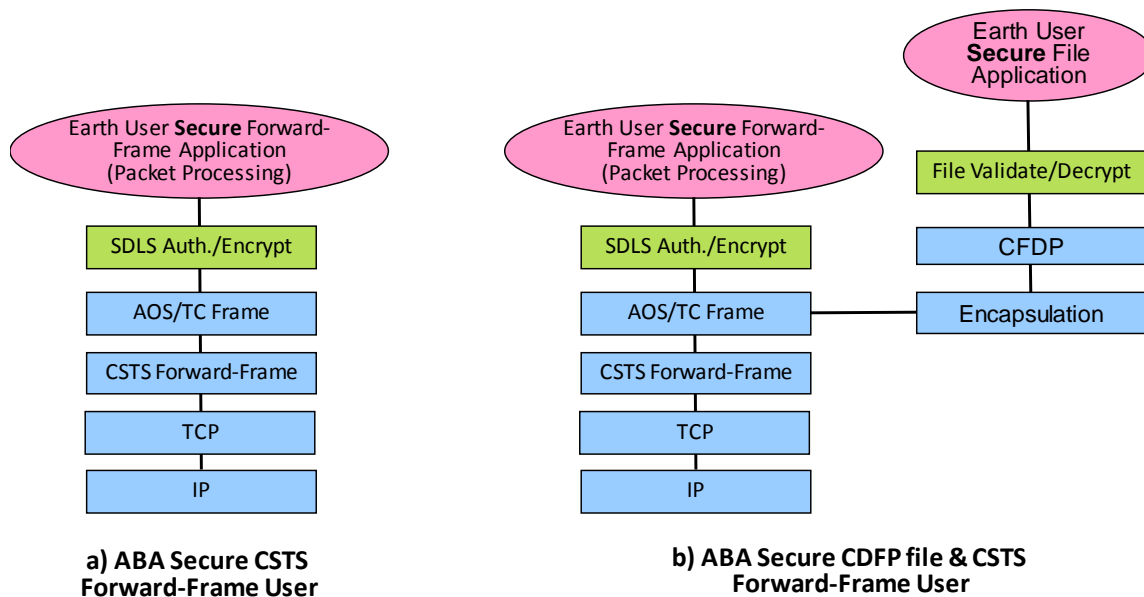 Earth User Secure Forward-
Frame Application
(Packet Processing)
SDLS Auth./Encrypt
AOS/TC Frame
CSTS Forward-Frame
TCP
IP
a) ABA Secure CSTS
Forward-Frame User
Earth User Secure Forward-
Frame Application
(Packet Processing)
SDLS Auth./Encrypt
AOS/TC Frame
CSTS Forward-Frame
TCP
IP
Earth User
Secure File
Application
File Validate/Decrypt
CFDP
Encapsulation
b) ABA Secure CDFP file & CSTS
Forward-Frame User